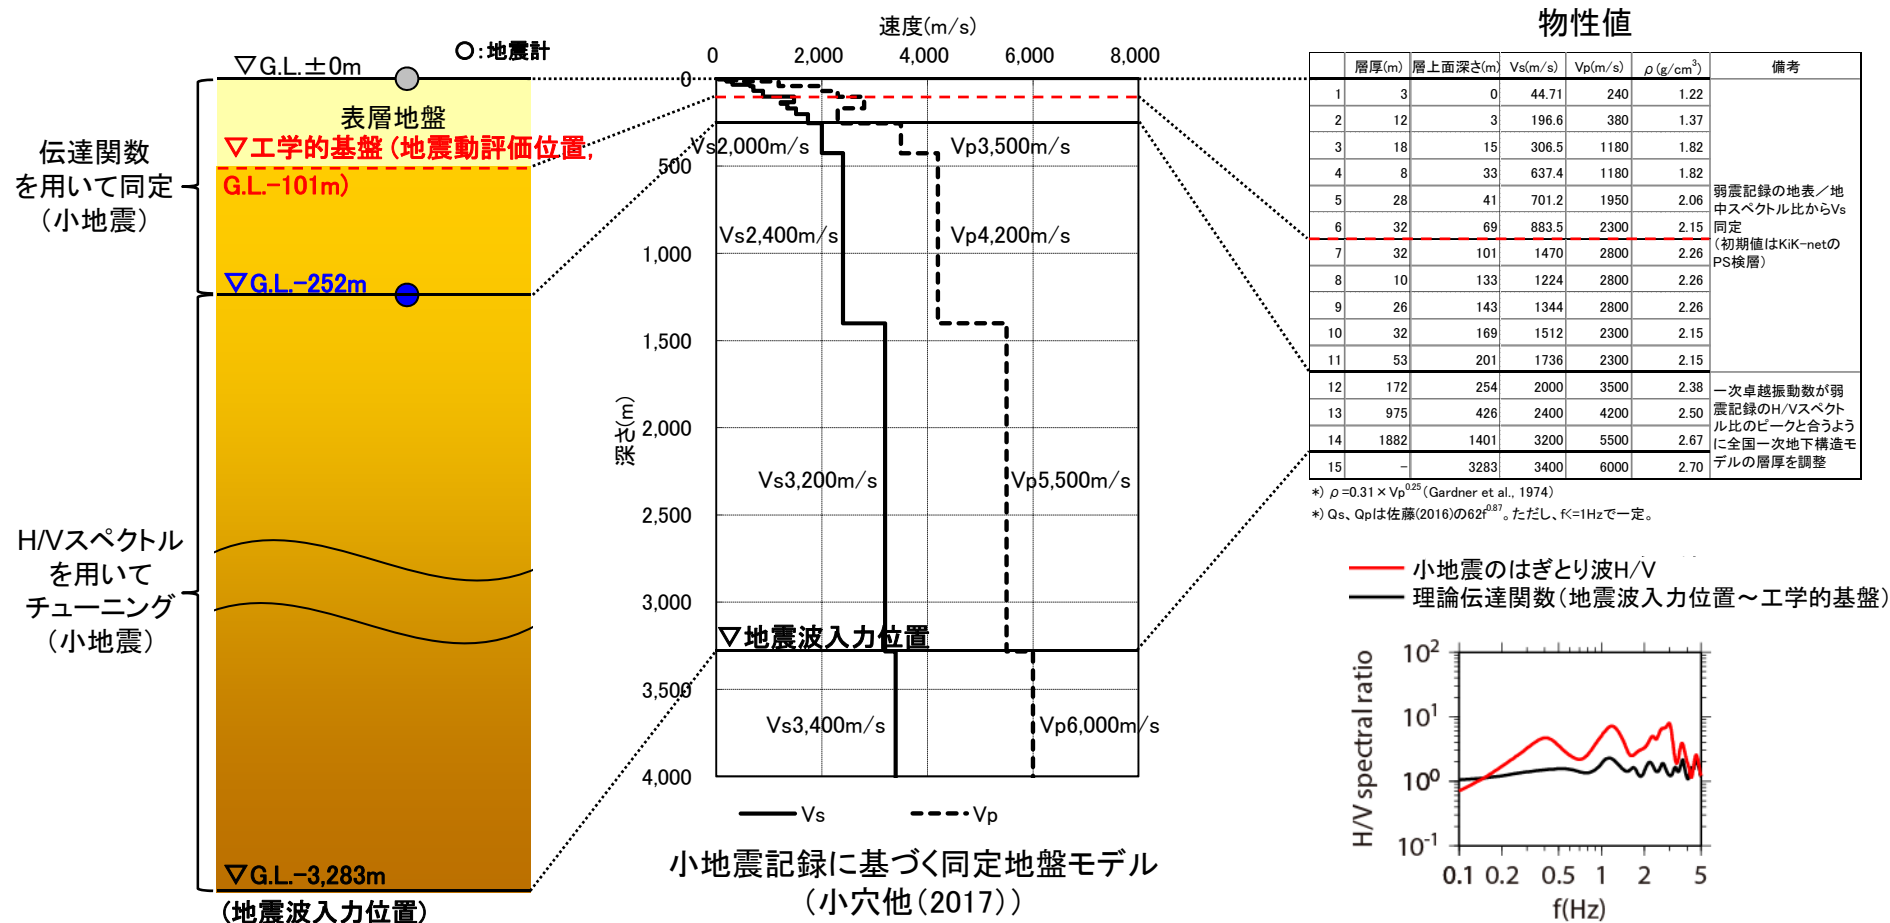 ○:地震計
▽G.L.±0m
表層地盤
▽工学的基盤(地震動評価位置,
G.L.-101m)
▽G.L.-252m
▽G.L.-3,283m
(地震波入力位置)
伝達関数
を用いて同定
(小地震)
H/Vスペクトル
を用いて
チューニング
(小地震)
速度(m/s)
0 2,000 4,000 6,000 8,000
深さ(m)
0
500
1,000
1,500
2,000
2,500
3,000
3,500
4,000
Vs2,000m/s Vp3,500m/s
Vs2,400m/s Vp4,200m/s
Vs3,200m/s Vp5,500m/s
▽地震波入力位置
Vs3,400m/s Vp6,000m/s
Vs Vp
小地震記録に基づく同定地盤モデル
(小穴他(2017))
物性値
層厚(m) 層上面深さ(m) Vs(m/s) Vp(m/s) ρ(g/cm³) 備考
1 3 0 44.71 240 1.22
2 12 3 196.6 380 1.37
3 18 15 306.5 1180 1.82
4 8 33 637.4 1180 1.82
5 28 41 701.2 1950 2.06
6 32 69 883.5 2300 2.15
7 32 101 1470 2800 2.26
8 10 133 1224 2800 2.26
9 26 143 1344 2800 2.26
10 32 169 1512 2300 2.15
11 53 201 1736 2300 2.15
12 172 254 2000 3500 2.38
13 975 426 2400 4200 2.50
14 1882 1401 3200 5500 2.67
15 - 3283 3400 6000 2.70
弱震記録の地表/地
中スペクトル比からVs
同定
(初期値はKiK-netの
PS検層)
一次卓越振動数が弱
震記録のH/Vスペクト
ル比のピークと合うよう
に全国一次地下構造モ
デルの層厚を調整
*) ρ=0.31×Vp^0.25(Gardner et al., 1974)
*) Qs、Qpは佐藤(2016)の62f^0.87。ただし、f<=1Hzで一定。
小地震のはぎとり波H/V
理論伝達関数(地震波入力位置～工学的基盤)
H/V spectral ratio
10²
10¹
10⁰
10⁻¹
0.1 0.2 0.5 1 2 5
f(Hz)